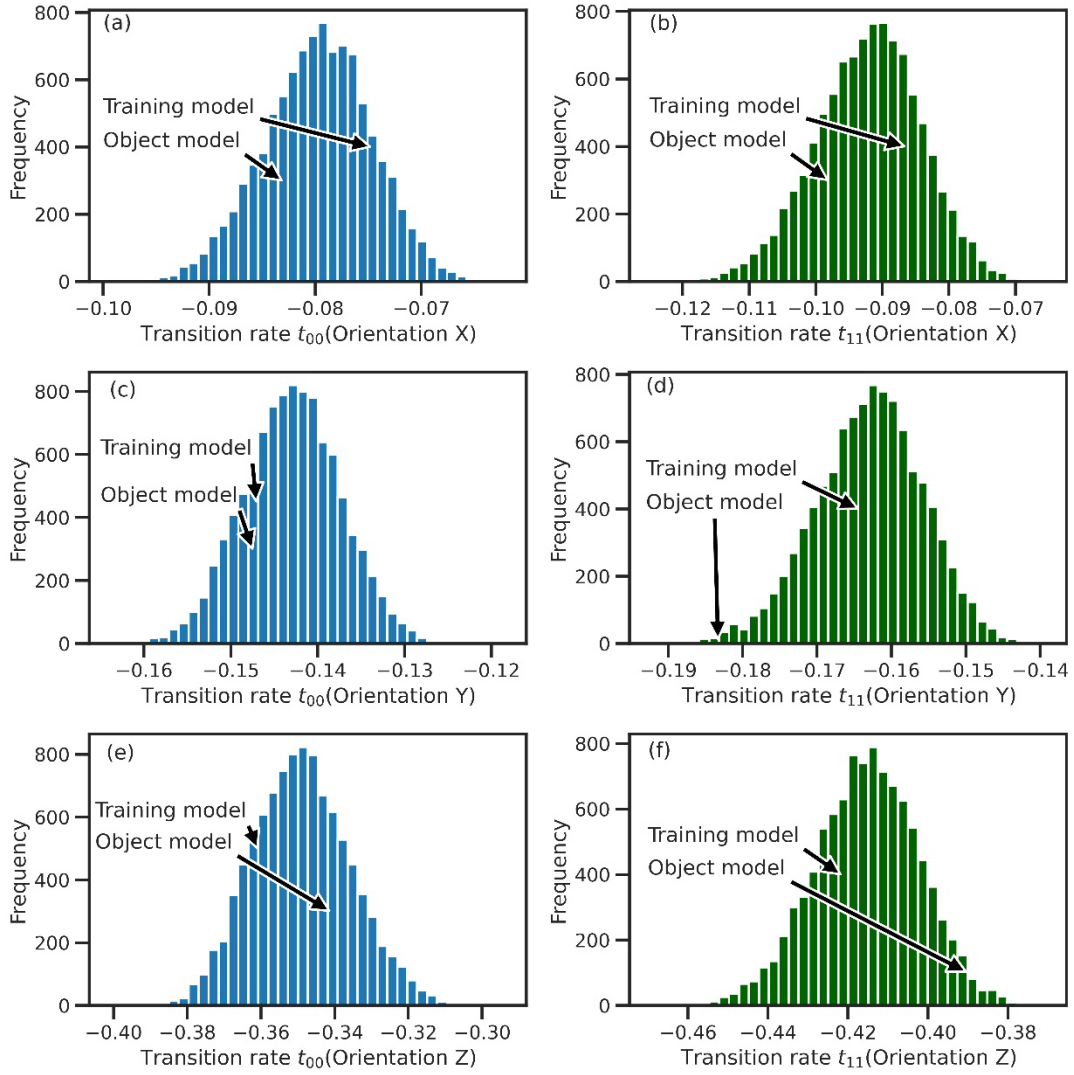 (a)
Training model
Object model
800
600
400
200
0
Frequency
−0.10 −0.09 −0.08 −0.07
Transition rate t₀₀(Orientation X)
(b)
Training model
Object model
800
600
400
200
0
Frequency
−0.12 −0.11 −0.10 −0.09 −0.08 −0.07
Transition rate t₁₁(Orientation X)
(c)
Training model
Object model
800
600
400
200
0
Frequency
−0.16 −0.15 −0.14 −0.13 −0.12
Transition rate t₀₀(Orientation Y)
(d)
Training model
Object model
800
600
400
200
0
Frequency
−0.19 −0.18 −0.17 −0.16 −0.15 −0.14
Transition rate t₁₁(Orientation Y)
(e)
Training model
Object model
800
600
400
200
0
Frequency
−0.40 −0.38 −0.36 −0.34 −0.32 −0.30
Transition rate t₀₀(Orientation Z)
(f)
Training model
Object model
800
600
400
200
0
Frequency
−0.46 −0.44 −0.42 −0.40 −0.38
Transition rate t₁₁(Orientation Z)